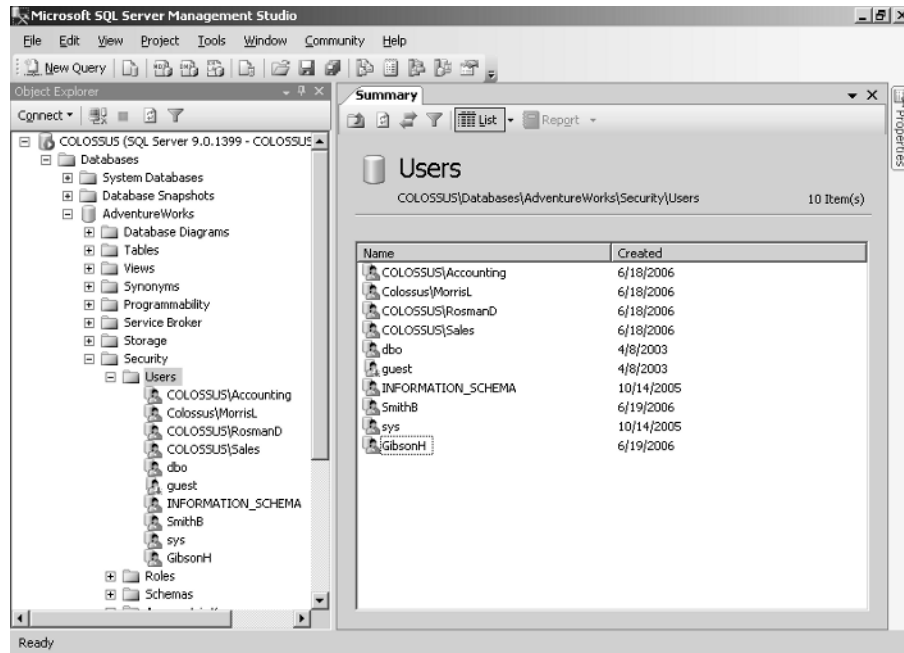 Microsoft SQL Server Management Studio
File Edit View Project Tools Window Community Help
New Query
Object Explorer
Connect
COLOSSUS (SQL Server 9.0.1399 - COLOSSUS
Databases
System Databases
Database Snapshots
AdventureWorks
Database Diagrams
Tables
Views
Synonyms
Programmability
Service Broker
Storage
Security
Users
COLOSSUS\Accounting
Colossus\MorrisL
COLOSSUS\RosmanD
COLOSSUS\Sales
dbo
guest
INFORMATION_SCHEMA
SmithB
sys
GibsonH
Roles
Schemas
Summary
List Report
Users
COLOSSUS\Databases\AdventureWorks\Security\Users 10 Item(s)
Name Created
COLOSSUS\Accounting 6/18/2006
Colossus\MorrisL 6/18/2006
COLOSSUS\RosmanD 6/18/2006
COLOSSUS\Sales 6/18/2006
dbo 4/8/2003
guest 4/8/2003
INFORMATION_SCHEMA 10/14/2005
SmithB 6/19/2006
sys 10/14/2005
GibsonH 6/19/2006
Properties
Ready